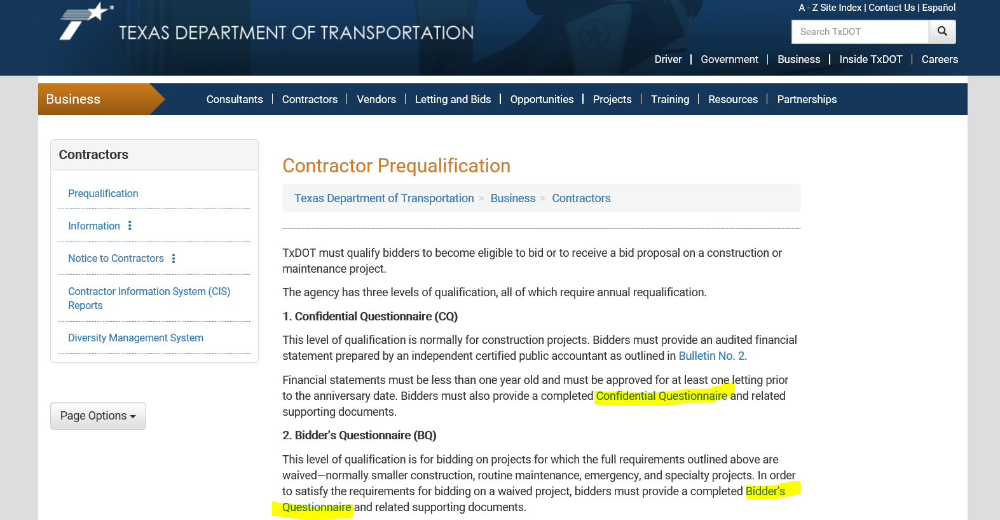 A - Z Site Index | Contact Us | Español
TEXAS DEPARTMENT OF TRANSPORTATION
Search TxDOT
Driver | Government | Business | Inside TxDOT | Careers
Business
Consultants | Contractors | Vendors | Letting and Bids | Opportunities | Projects | Training | Resources | Partnerships
Contractors
Prequalification
Information
Notice to Contractors
Contractor Information System (CIS)
Reports
Diversity Management System
Page Options
Contractor Prequalification
Texas Department of Transportation > Business > Contractors
TxDOT must qualify bidders to become eligible to bid or to receive a bid proposal on a construction or
maintenance project.
The agency has three levels of qualification, all of which require annual requalification.
1. Confidential Questionnaire (CQ)
This level of qualification is normally for construction projects. Bidders must provide an audited financial
statement prepared by an independent certified public accountant as outlined in Bulletin No. 2.
Financial statements must be less than one year old and must be approved for at least one letting prior
to the anniversary date. Bidders must also provide a completed Confidential Questionnaire and related
supporting documents.
2. Bidder's Questionnaire (BQ)
This level of qualification is for bidding on projects for which the full requirements outlined above are
waived—normally smaller construction, routine maintenance, emergency, and specialty projects. In order
to satisfy the requirements for bidding on a waived project, bidders must provide a completed Bidder's
Questionnaire and related supporting documents.